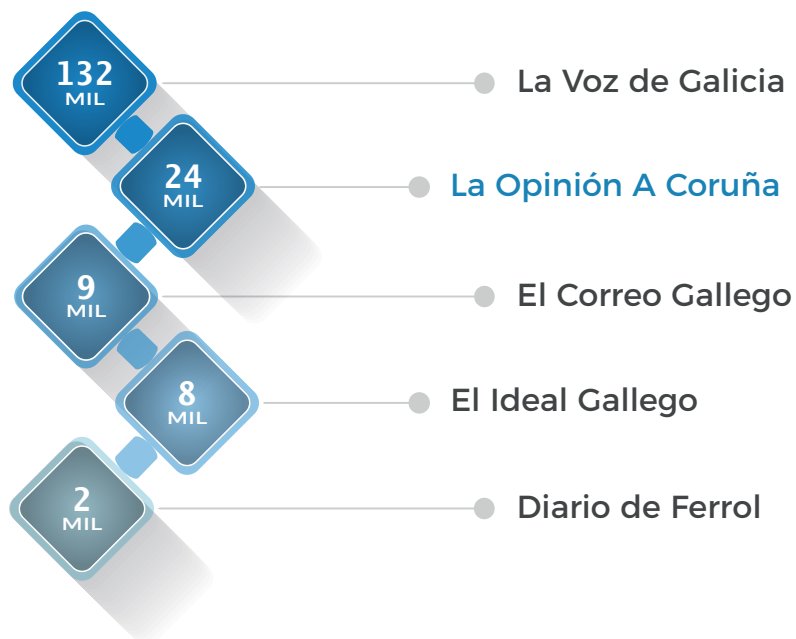 132
MIL
La Voz de Galicia
24
MIL
La Opinión A Coruña
9
MIL
El Correo Gallego
8
MIL
El Ideal Gallego
2
MIL
Diario de Ferrol